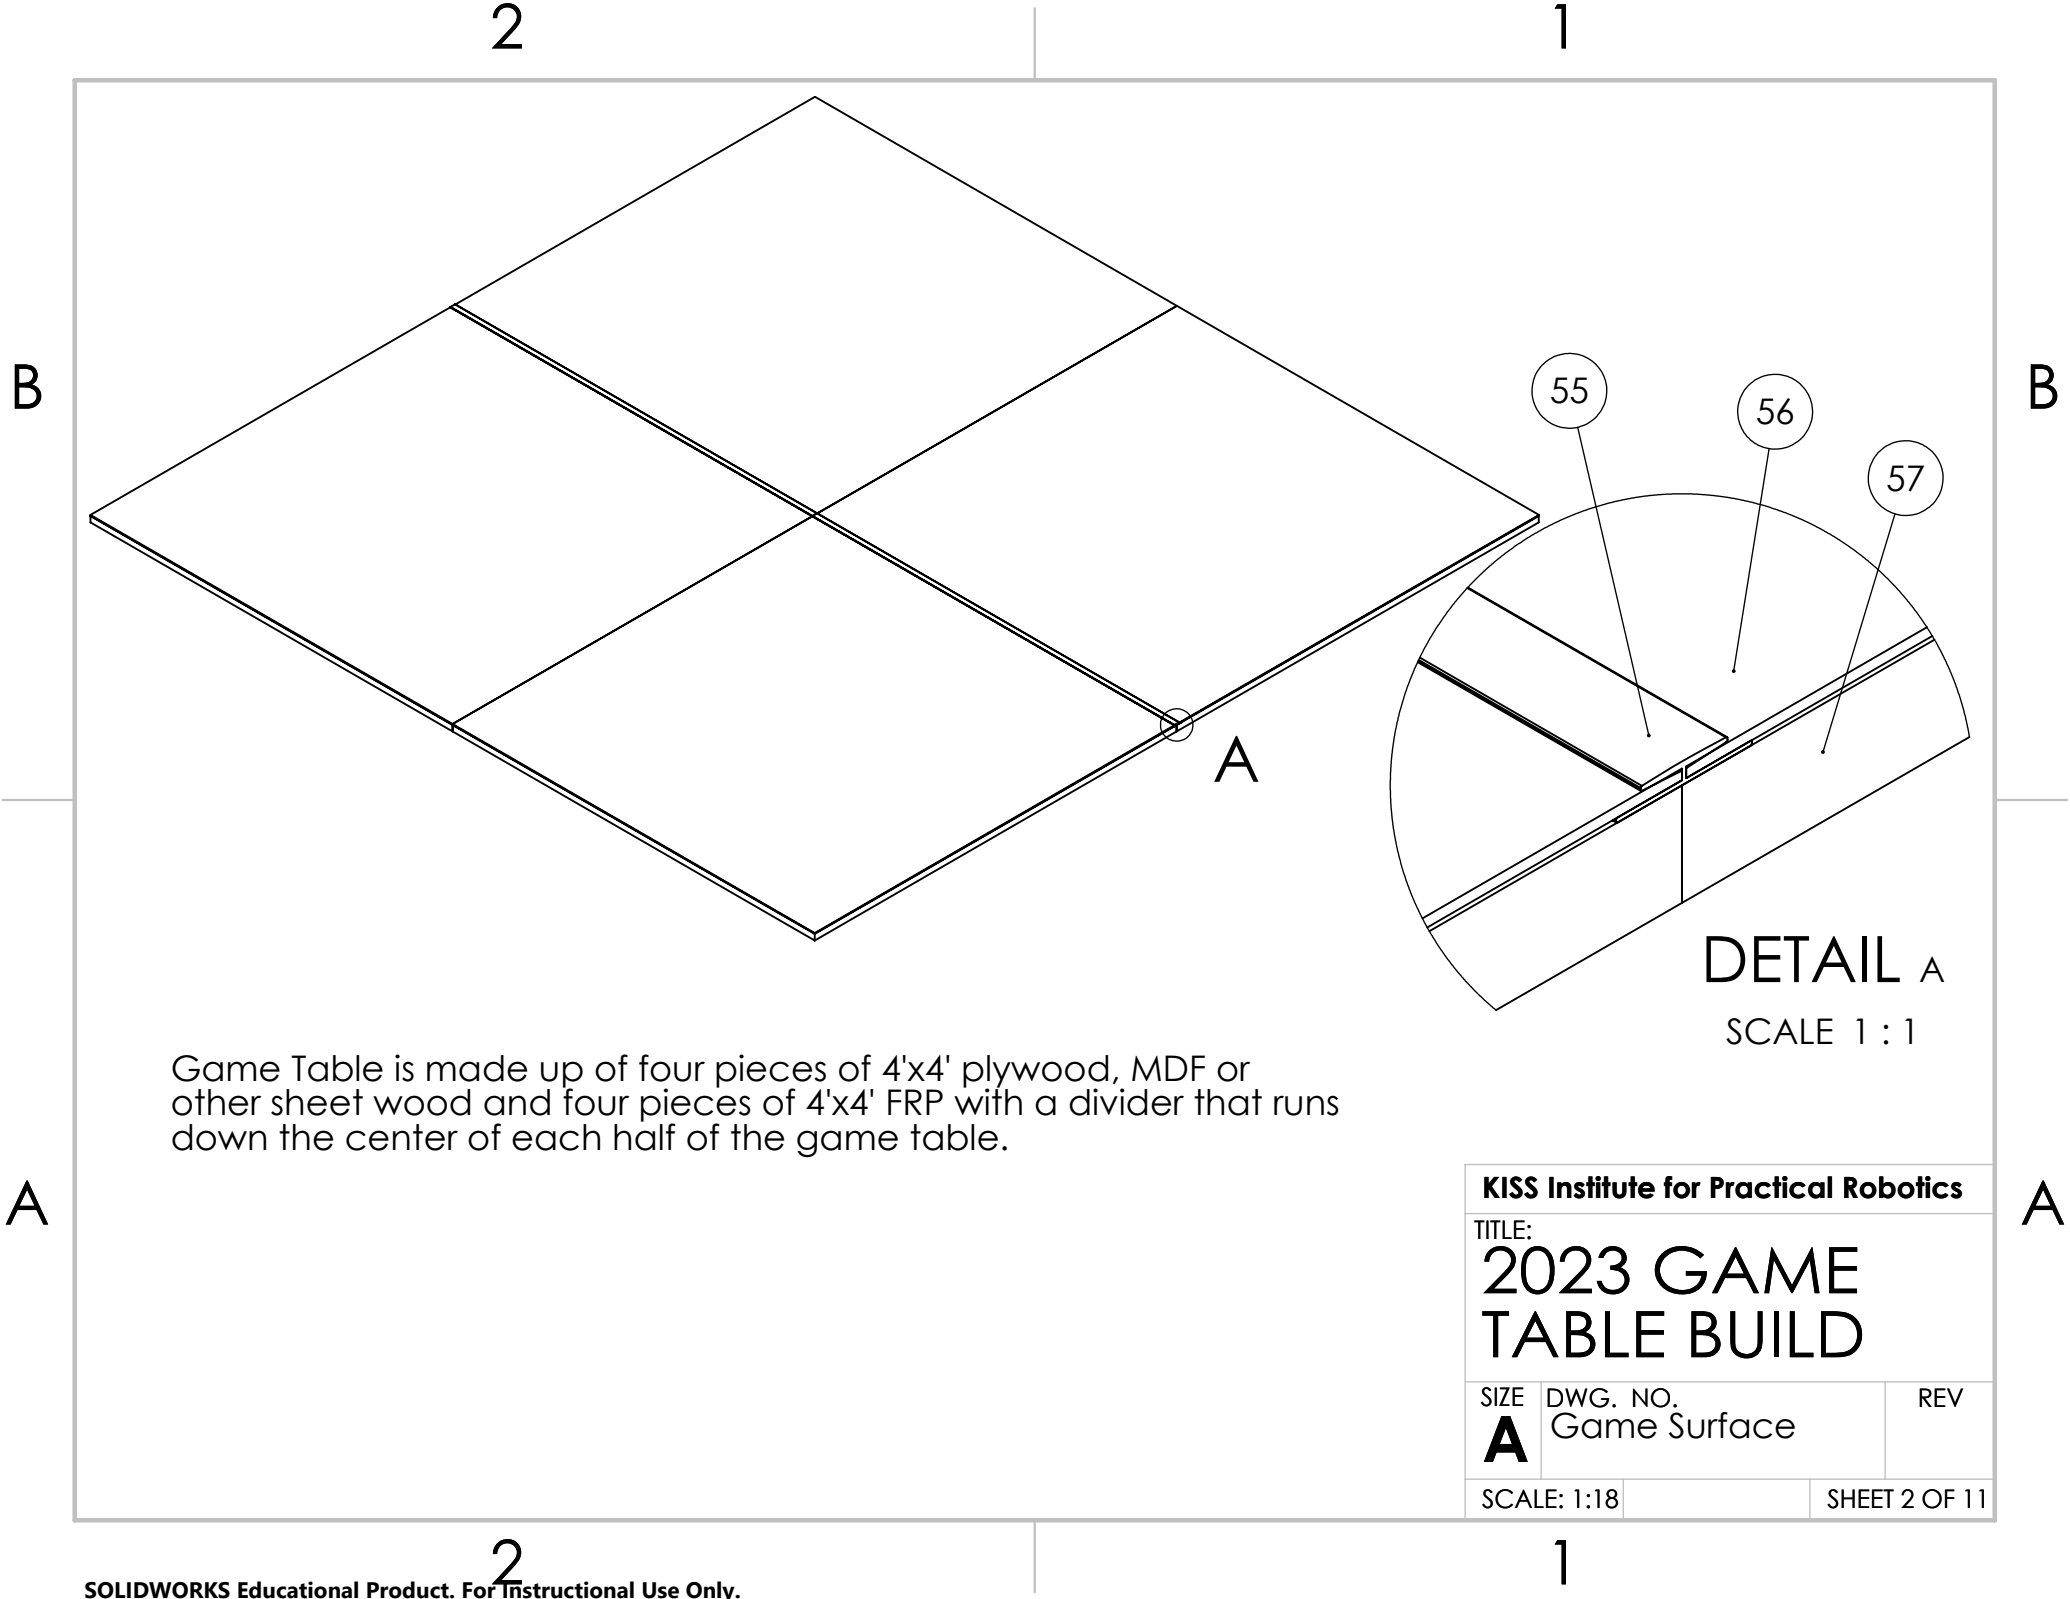 2
1
B
B
55
56
57
A
DETAIL A
SCALE 1 : 1
Game Table is made up of four pieces of 4'x4' plywood, MDF or
other sheet wood and four pieces of 4'x4' FRP with a divider that runs
down the center of each half of the game table.
A
A
KISS Institute for Practical Robotics
TITLE:
2023 GAME
TABLE BUILD
SIZE
A
DWG. NO.
Game Surface
REV
SCALE: 1:18
SHEET 2 OF 11
2
1
SOLIDWORKS Educational Product. For Instructional Use Only.